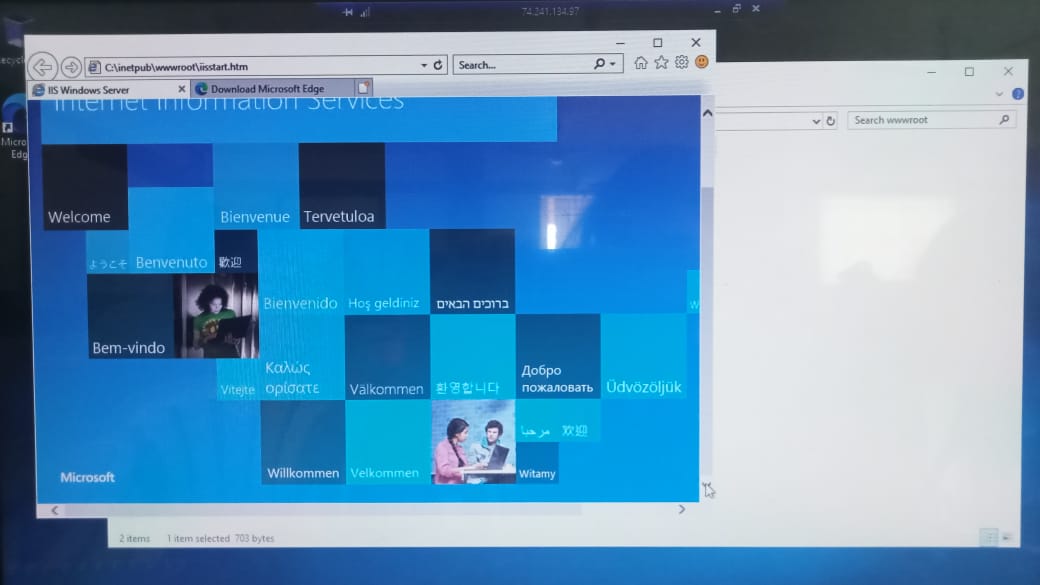 74.241.134.97
Recycle
Micro
Edg
C:\inetpub\wwwroot\iisstart.htm
Search...
IIS Windows Server
Download Microsoft Edge
Search wwwroot
Internet Information Services
Welcome
Bienvenue
Tervetuloa
ようこそ
Benvenuto
歡迎
Bienvenido
Hoş geldiniz
ברוכים הבאים
W
Bem-vindo
Vítejte
Καλώς
ορίσατε
Välkommen
환영합니다
Добро
пожаловать
Üdvözöljük
Willkommen
Velkommen
مرحبا
欢迎
Witamy
Microsoft
2 items
1 item selected 703 bytes